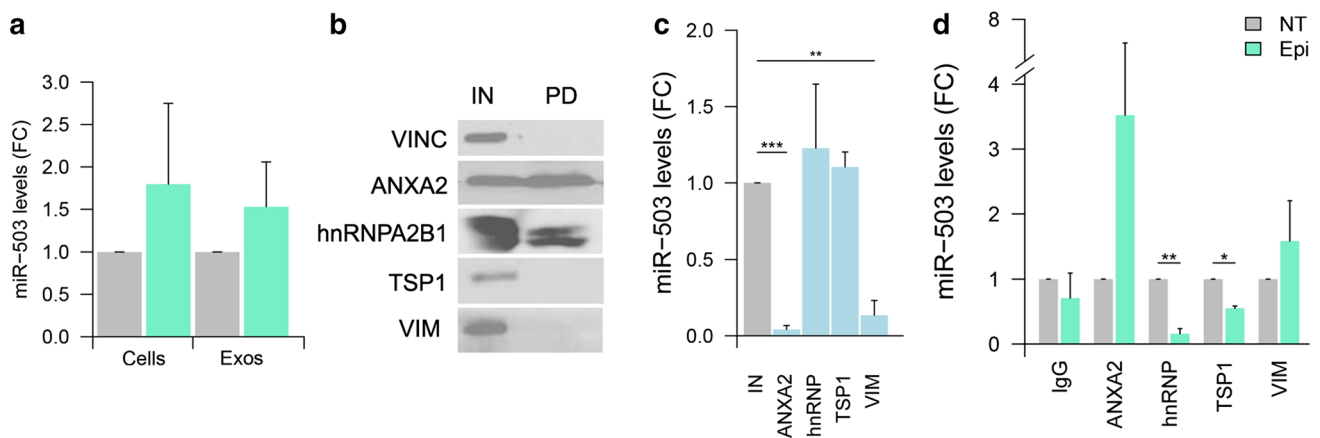 a
miR−503 levels (FC)
3.0
2.5
2.0
1.5
1.0
0.5
0.0
Cells
Exos
b
IN
PD
VINC
ANXA2
hnRNPA2B1
TSP1
VIM
c
miR−503 levels (FC)
2.0
1.5
1.0
0.5
0.0
**
***
IN
ANXA2
hnRNP
TSP1
VIM
d
NT
Epi
miR−503 levels (FC)
8
4
3
2
1
0
**
*
IgG
ANXA2
hnRNP
TSP1
VIM